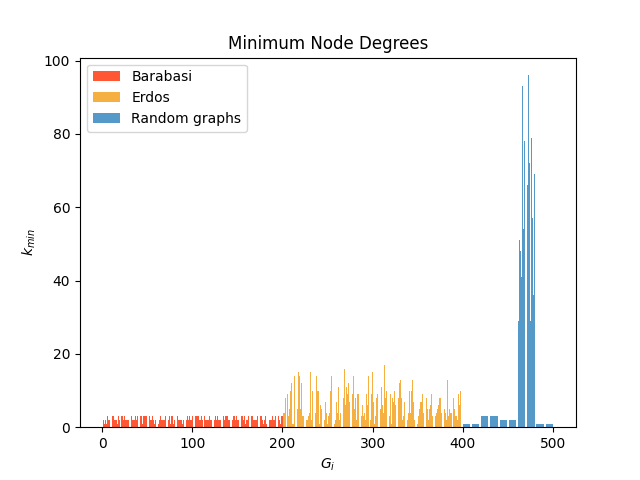 Minimum Node Degrees
100
80
60
40
20
0
k_min
Barabasi
Erdos
Random graphs
0 100 200 300 400 500
G_i